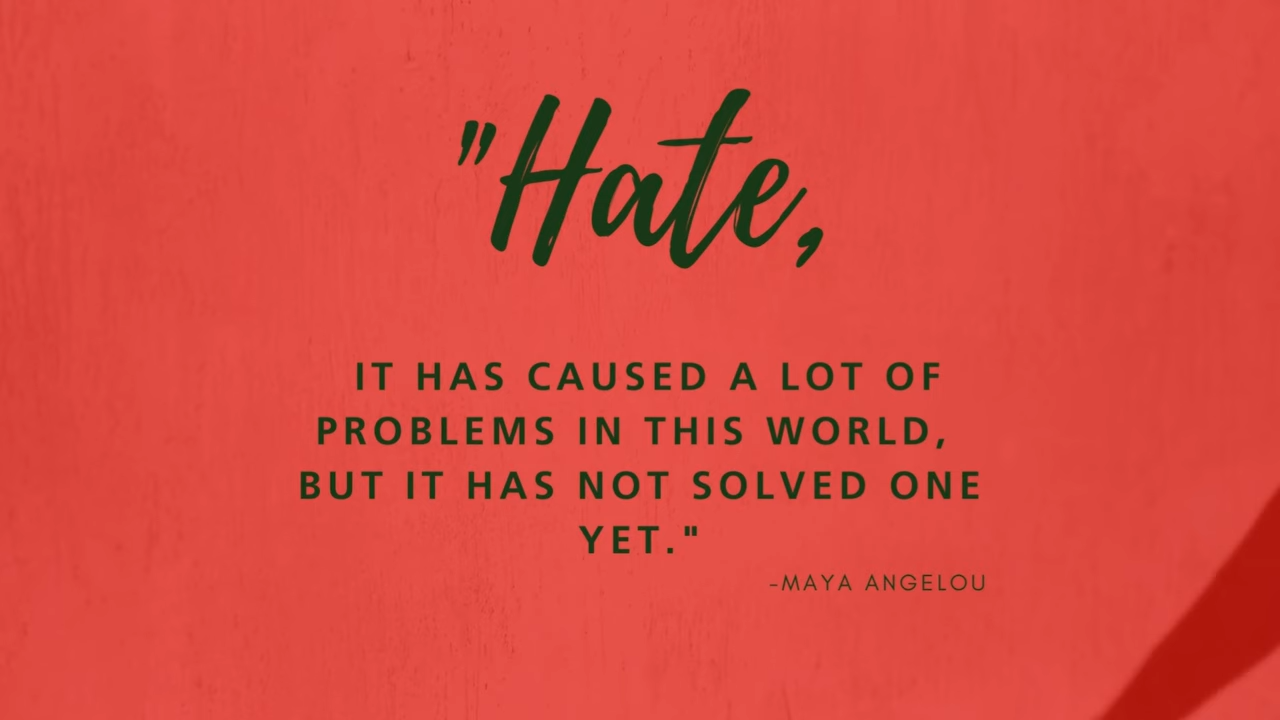 "Hate,
IT HAS CAUSED A LOT OF
PROBLEMS IN THIS WORLD,
BUT IT HAS NOT SOLVED ONE
YET."
-MAYA ANGELOU